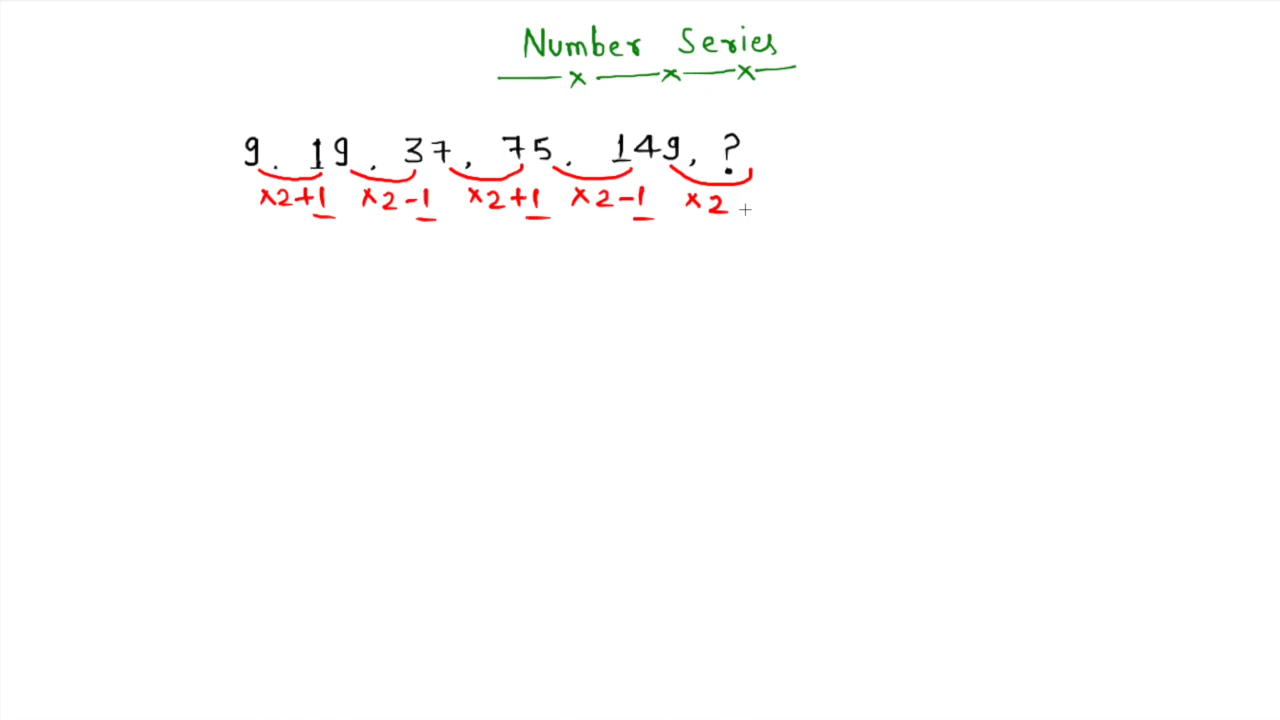 Number Series
9. 19. 37, 75. 149, ?
×2+1 ×2-1 ×2+1 ×2-1 ×2